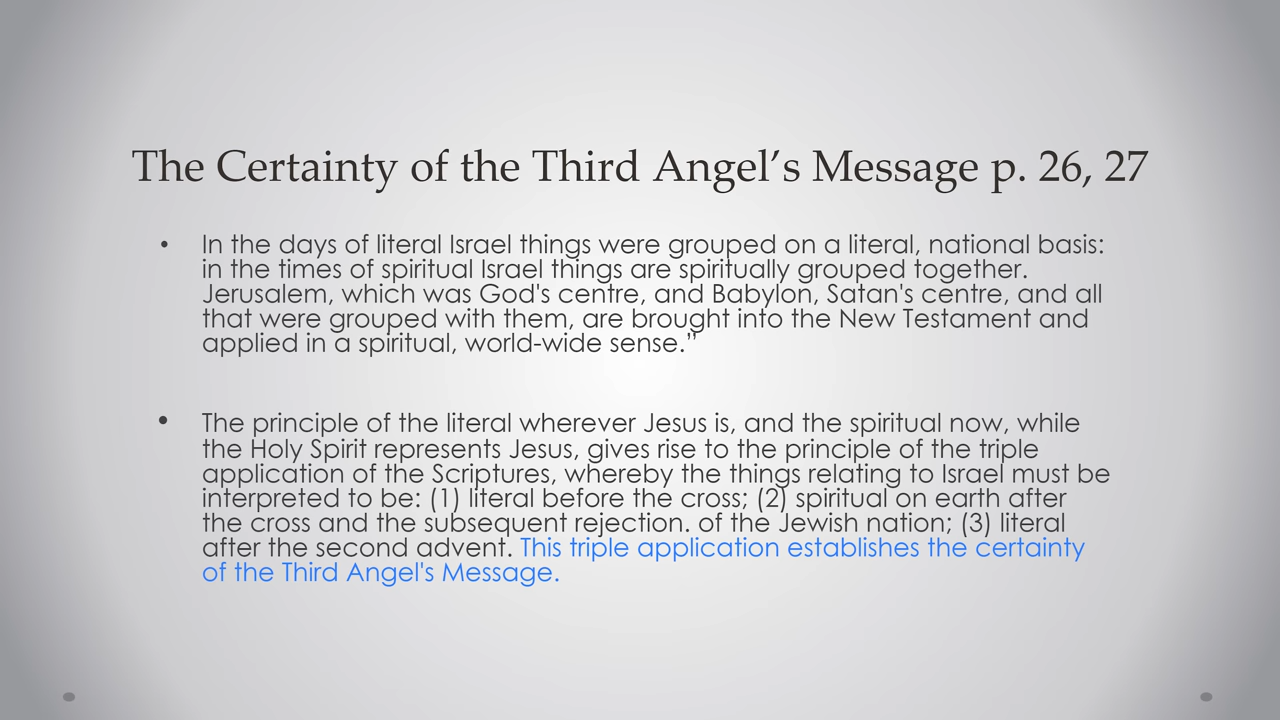 The Certainty of the Third Angel’s Message p. 26, 27
• In the days of literal Israel things were grouped on a literal, national basis:
in the times of spiritual Israel things are spiritually grouped together.
Jerusalem, which was God's centre, and Babylon, Satan's centre, and all
that were grouped with them, are brought into the New Testament and
applied in a spiritual, world-wide sense.”
• The principle of the literal wherever Jesus is, and the spiritual now, while
the Holy Spirit represents Jesus, gives rise to the principle of the triple
application of the Scriptures, whereby the things relating to Israel must be
interpreted to be: (1) literal before the cross; (2) spiritual on earth after
the cross and the subsequent rejection. of the Jewish nation; (3) literal
after the second advent. This triple application establishes the certainty
of the Third Angel's Message.